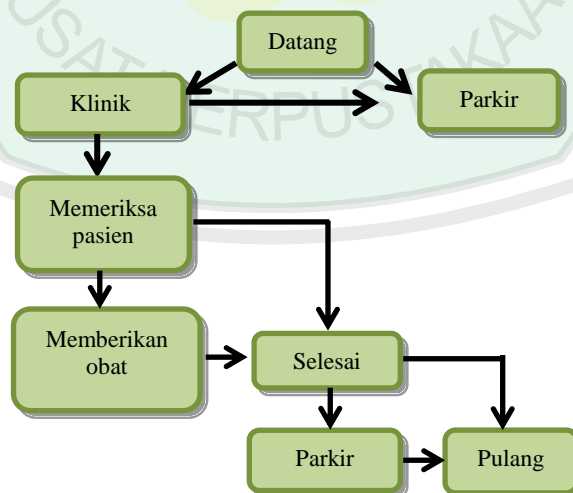 Datang
Klinik
Parkir
Memeriksa
pasien
Memberikan
obat
Selesai
Parkir
Pulang